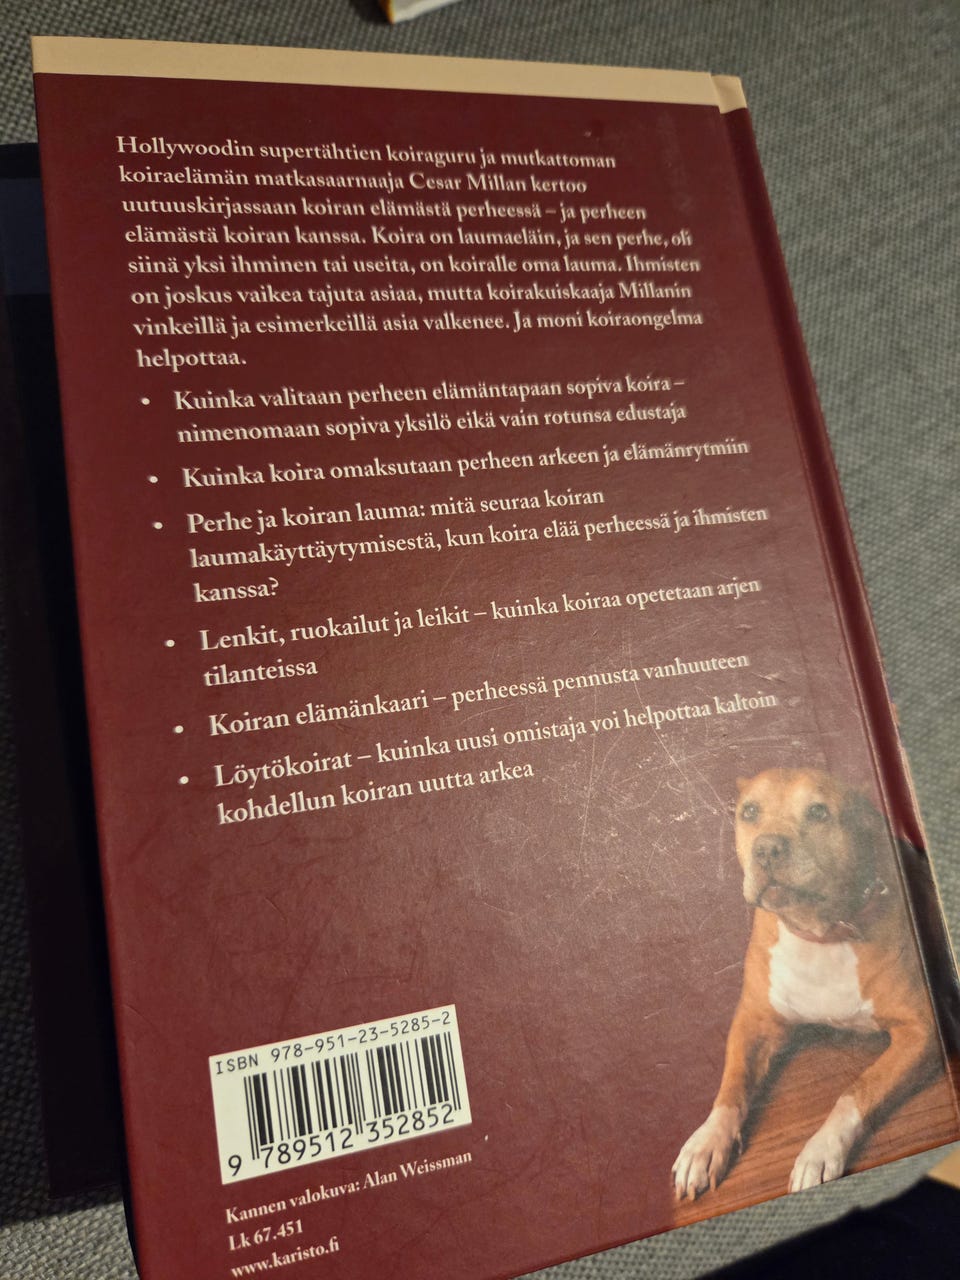 Hollywoodin supertähtien koiraguru ja mutkattoman
koiraelämän matkasaarnaaja Cesar Millan kertoo
uutuuskirjassaan koiran elämästä perheessä – ja perheen
elämästä koiran kanssa. Koira on laumaeläin, ja sen perhe, oli
siinä yksi ihminen tai useita, on koiralle oma lauma. Ihmisten
on joskus vaikea tajuta asiaa, mutta koirakuiskaaja Millanin
vinkeillä ja esimerkeillä asia valkenee. Ja moni koiraongelma
helpottaa.
• Kuinka valitaan perheen elämäntapaan sopiva koira –
nimenomaan sopiva yksilö eikä vain rotunsa edustaja
• Kuinka koira omaksutaan perheen arkeen ja elämänrytmiin
• Perhe ja koiran lauma: mitä seuraa koiran
laumakäyttäytymisestä, kun koira elää perheessä ja ihmisten
kanssa?
• Lenkit, ruokailut ja leikit – kuinka koiraa opetetaan arjen
tilanteissa
• Koiran elämänkaari – perheessä pennusta vanhuuteen
• Löytökoirat – kuinka uusi omistaja voi helpottaa kaltoin
kohdellun koiran uutta arkea
ISBN 978-951-23-5285-2
9 789512 352852
Kannen valokuva: Alan Weissman
Lk 67.451
www.karisto.fi